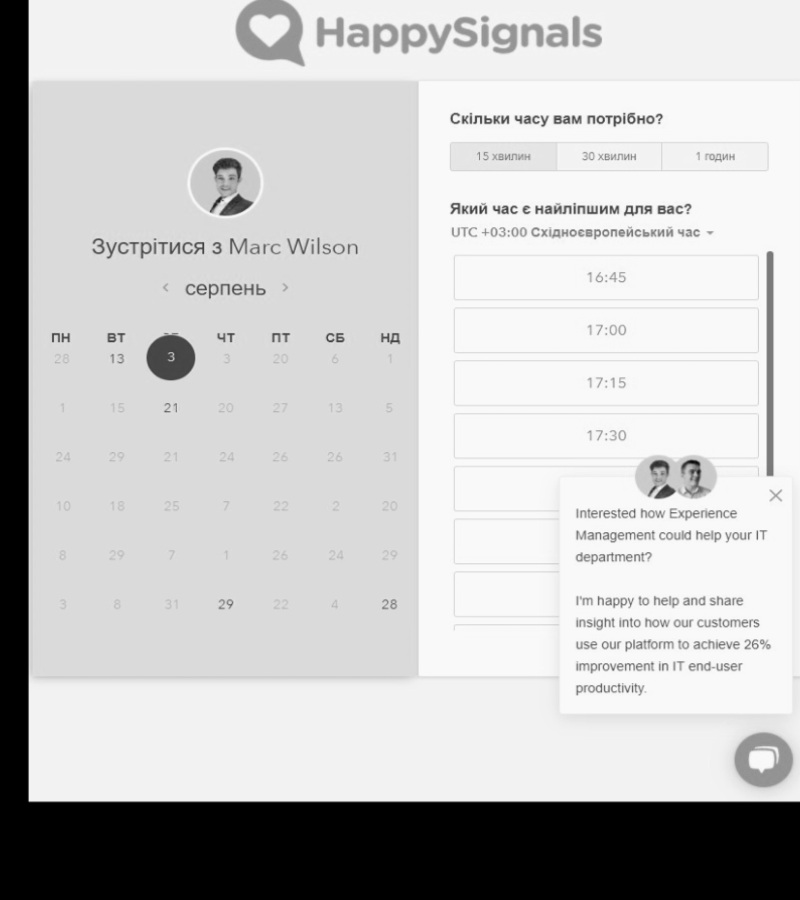 HappySignals
Зустрітися з Marc Wilson
серпень
ПН ВТ ЧТ ПТ СБ НД
28 13 3 3 20 6 1
1 15 21 20 27 13 5
24 29 21 24 26 26 31
10 18 25 7 22 2 20
8 29 7 1 26 24 29
3 8 31 29 22 4 28
Скільки часу вам потрібно?
15 хвилин 30 хвилин 1 годин
Який час є найліпшим для вас?
UTC +03:00 Східноєвропейський час
16:45
17:00
17:15
17:30
Interested how Experience
Management could help your IT
department?
I'm happy to help and share
insight into how our customers
use our platform to achieve 26%
improvement in IT end-user
productivity.